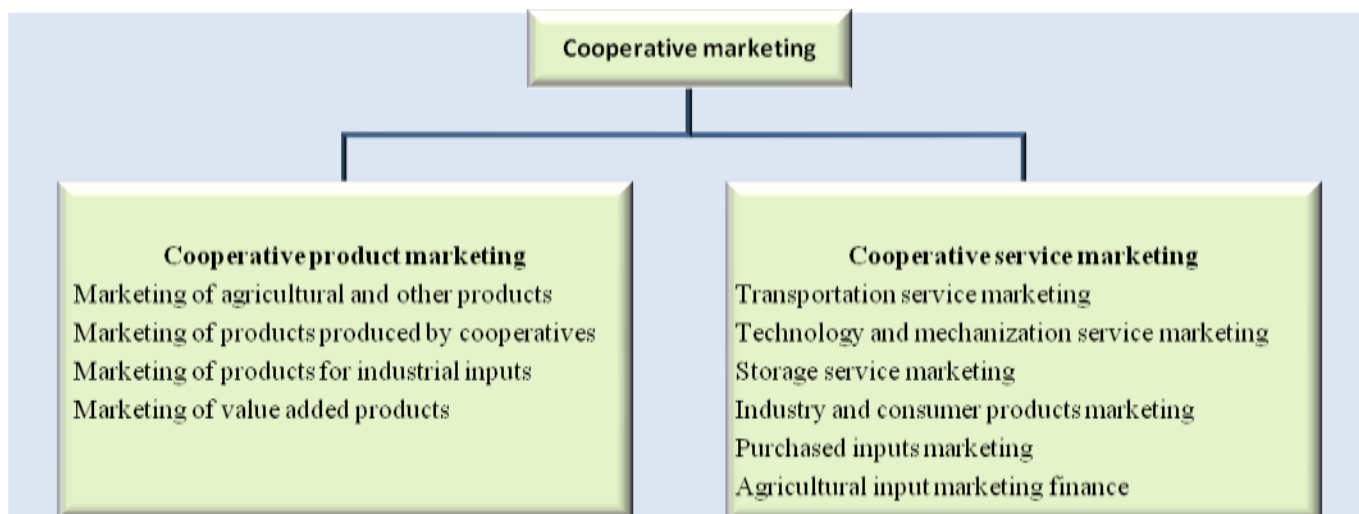 Cooperative marketing
Cooperative product marketing
Marketing of agricultural and other products
Marketing of products produced by cooperatives
Marketing of products for industrial inputs
Marketing of value added products
Cooperative service marketing
Transportation service marketing
Technology and mechanization service marketing
Storage service marketing
Industry and consumer products marketing
Purchased inputs marketing
Agricultural input marketing finance